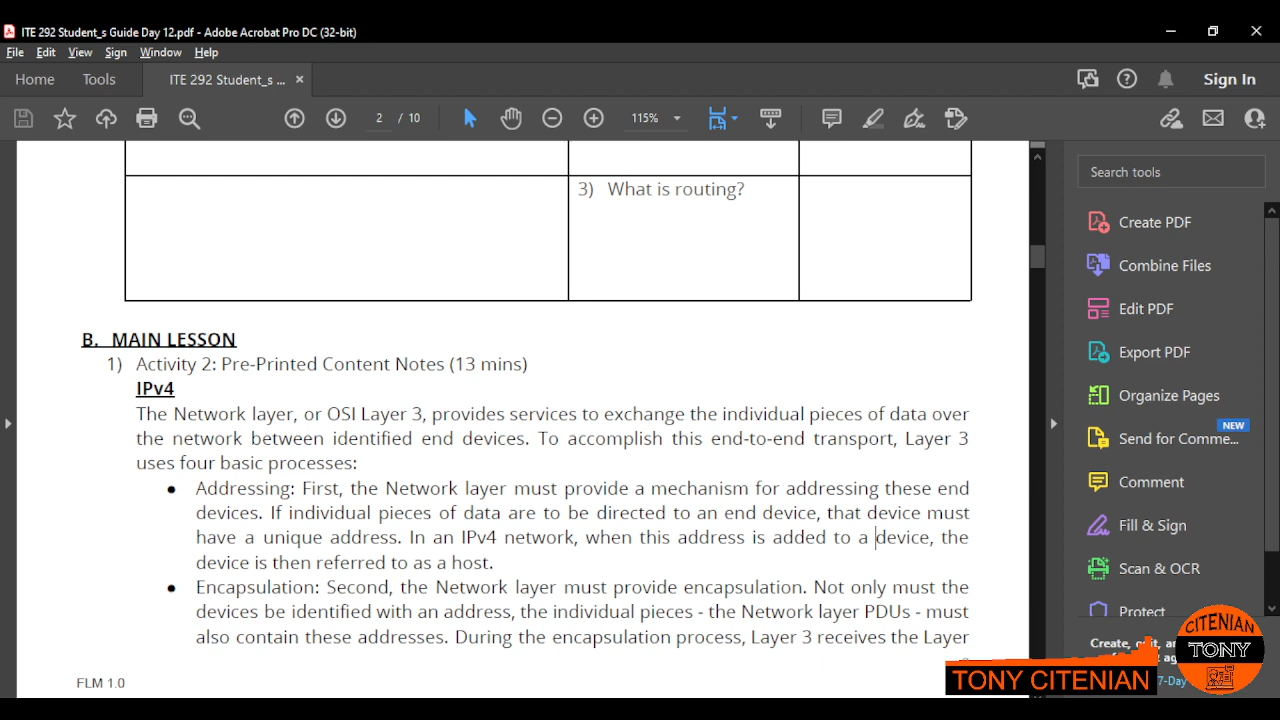 ITE 292 Student_s Guide Day 12.pdf - Adobe Acrobat Pro DC (32-bit)
File Edit View Sign Window Help
Home Tools ITE 292 Student_s ... × Sign In
2 / 10 115%
Search tools
Create PDF
Combine Files
Edit PDF
Export PDF
Organize Pages
NEW
Send for Comme...
Comment
Fill & Sign
Scan & OCR
Protect
7-Day
3) What is routing?
B. MAIN LESSON
1) Activity 2: Pre-Printed Content Notes (13 mins)
IPv4
The Network layer, or OSI Layer 3, provides services to exchange the individual pieces of data over
the network between identified end devices. To accomplish this end-to-end transport, Layer 3
uses four basic processes:
• Addressing: First, the Network layer must provide a mechanism for addressing these end
devices. If individual pieces of data are to be directed to an end device, that device must
have a unique address. In an IPv4 network, when this address is added to a device, the
device is then referred to as a host.
• Encapsulation: Second, the Network layer must provide encapsulation. Not only must the
devices be identified with an address, the individual pieces - the Network layer PDUs - must
also contain these addresses. During the encapsulation process, Layer 3 receives the Layer
FLM 1.0
TONY CITENIAN
CITENIAN
TONY